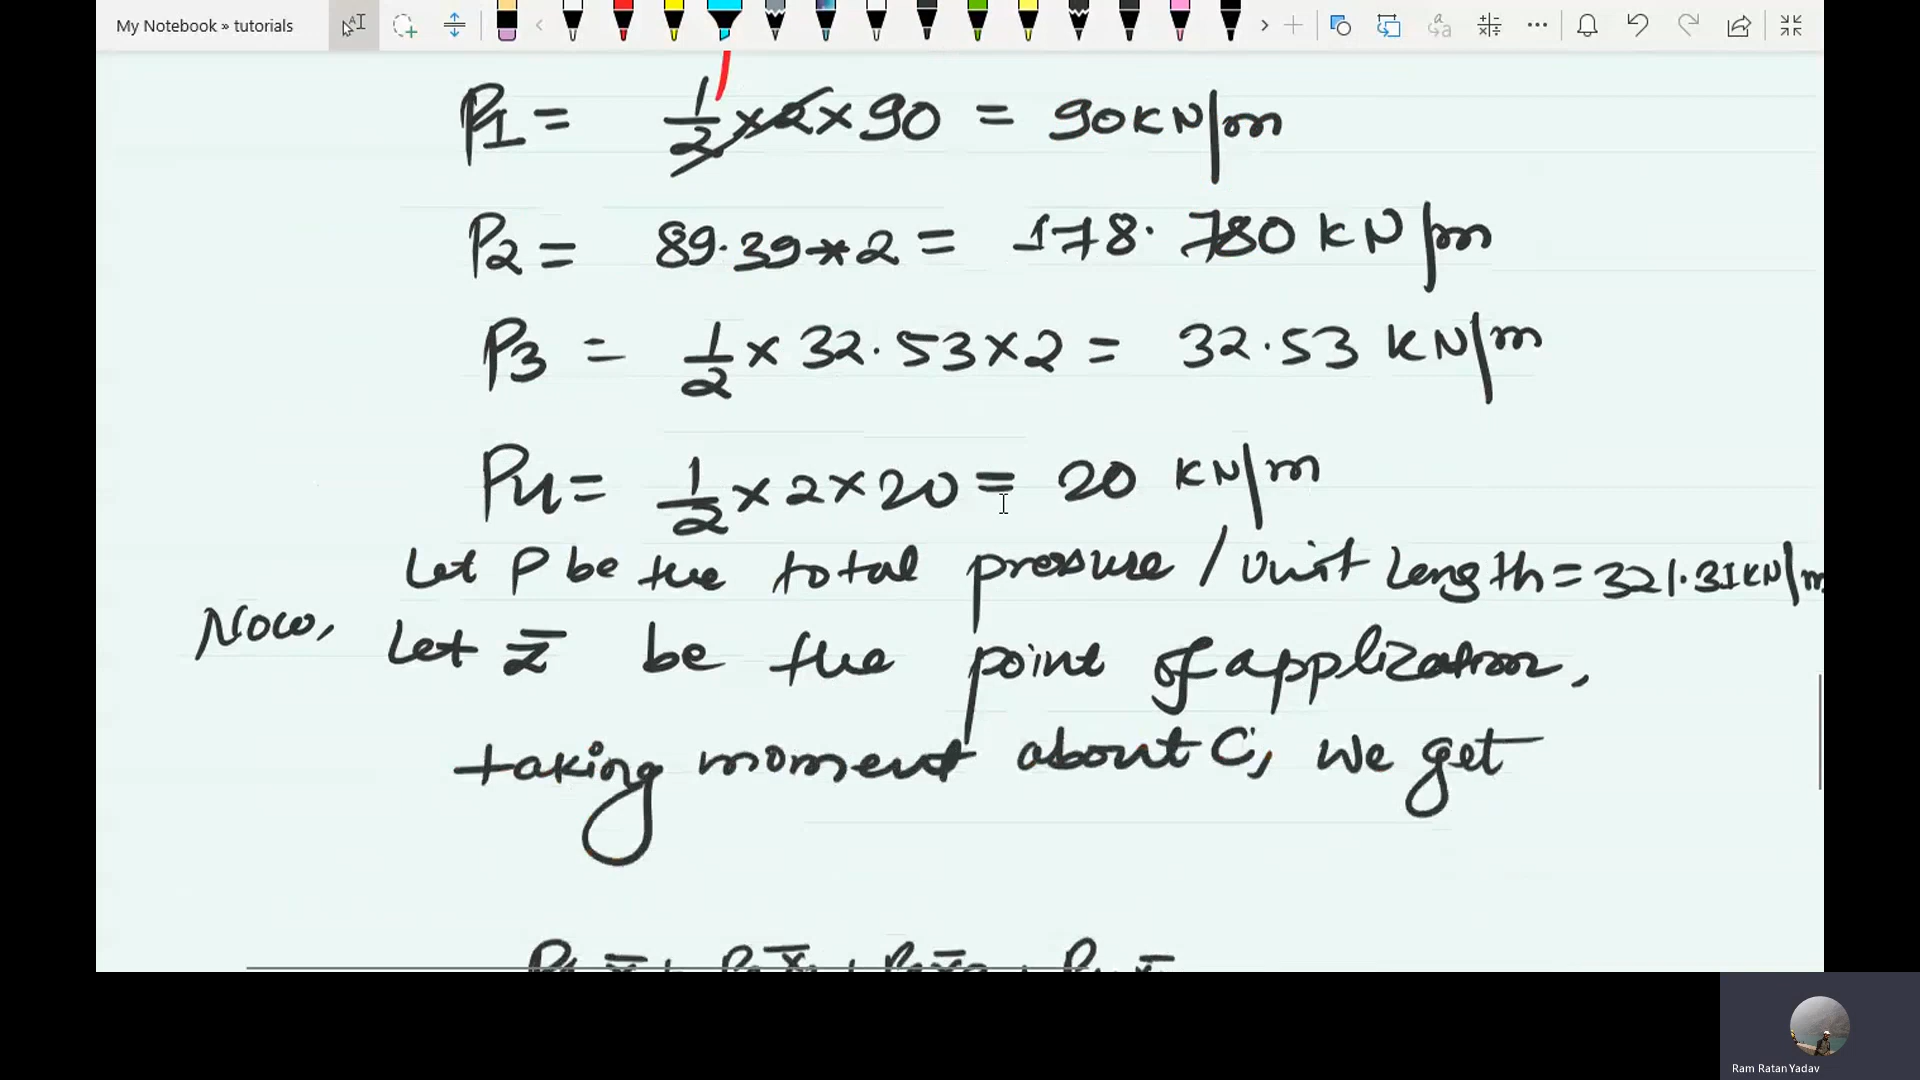 My Notebook » tutorials
P1 = 1/2 × 2 × 90 = 90 KN/m
P2 = 89.39 * 2 = 178.780 KN/m
P3 = 1/2 × 32.53 × 2 = 32.53 KN/m
P4 = 1/2 × 2 × 20 = 20 KN/m
Let P be the total pressure / Unit Length = 321.31 KN/m
Now, Let z̅ be the point of application,
taking moment about C, we get
Ram Ratan Yadav